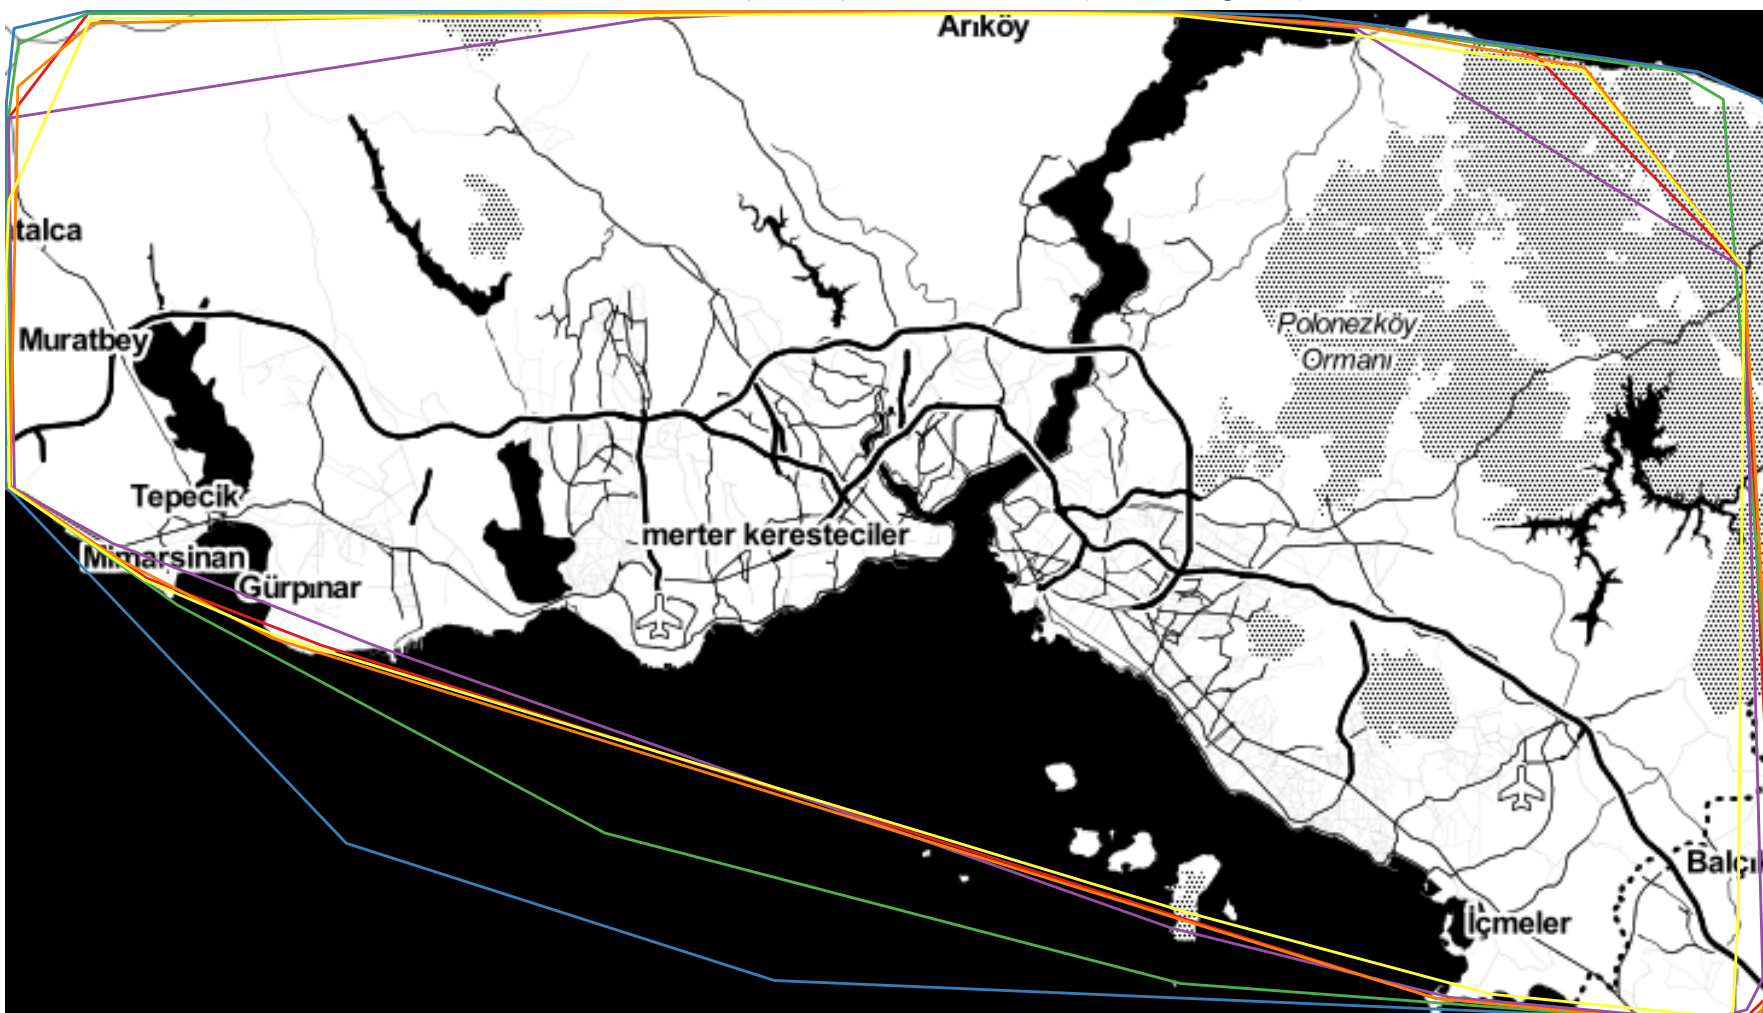 Arıköy
talca
Muratbey
Polonezköy
Ormanı
Tepecik
merter keresteciler
Mimarsinan
Gürpınar
Balçı
İçmeler